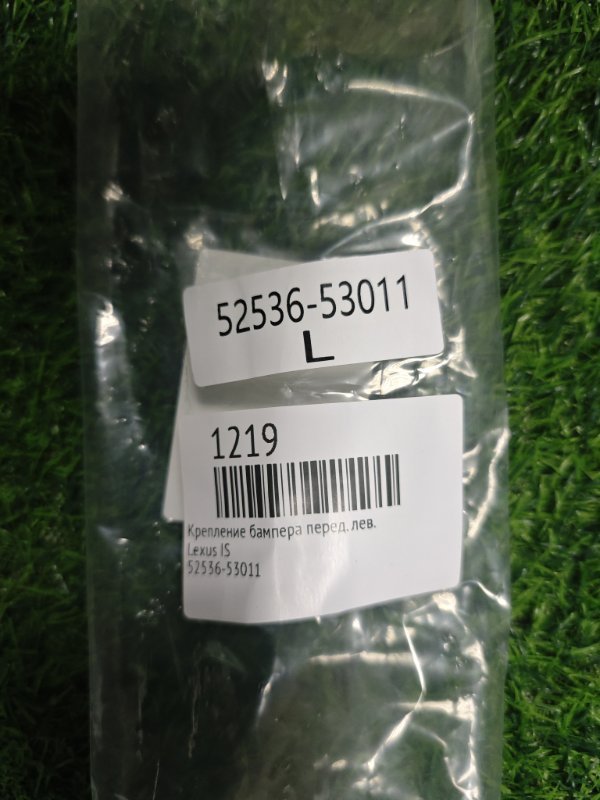 52536-53011
L
1219
Крепление бампера перед. лев.
Lexus IS
52536-53011